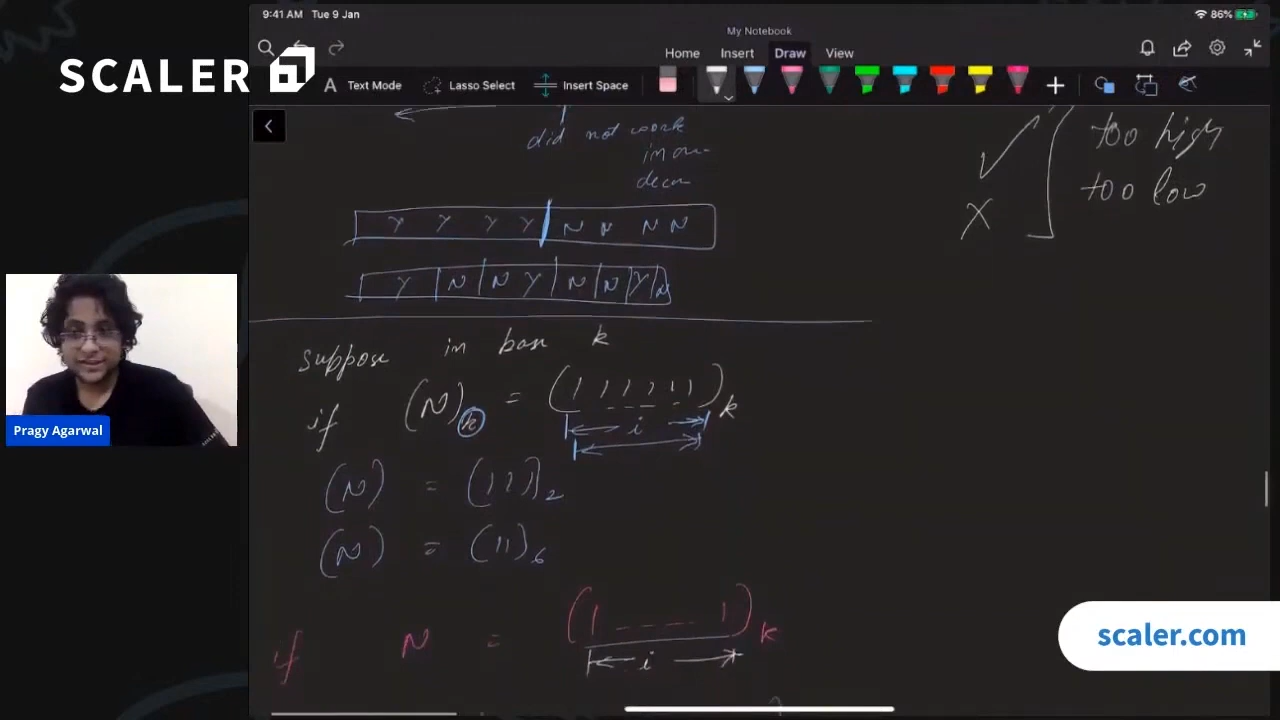 9:41 AM Tue 9 Jan
86%
My Notebook
SCALER
Home Insert Draw View
A Text Mode Lasso Select Insert Space
did not work
in our
too high
too low
✓
X
Y Y Y Y N N N N
Y N N Y N N Y N
suppose in base k
if (N)k = (1 1 1 1 1 1)k
i
(N) = (111)2
(N) = (11)6
if N = (1 ---- 1)k
i
Pragy Agarwal
scaler.com